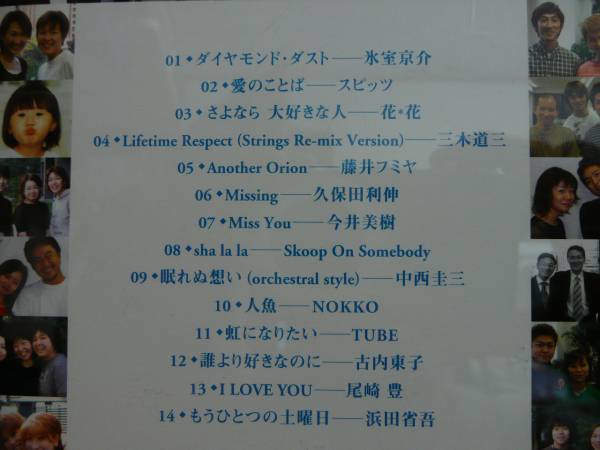 01◆ダイヤモンド・ダスト──氷室京介
02◆愛のことば──スピッツ
03◆さよなら 大好きな人──花*花
04◆Lifetime Respect (Strings Re-mix Version)──三木道三
05◆Another Orion──藤井フミヤ
06◆Missing──久保田利伸
07◆Miss You──今井美樹
08◆sha la la──Skoop On Somebody
09◆眠れぬ想い (orchestral style)──中西圭三
10◆人魚──NOKKO
11◆虹になりたい──TUBE
12◆誰より好きなのに──古内東子
13◆I LOVE YOU──尾崎 豊
14◆もうひとつの土曜日──浜田省吾